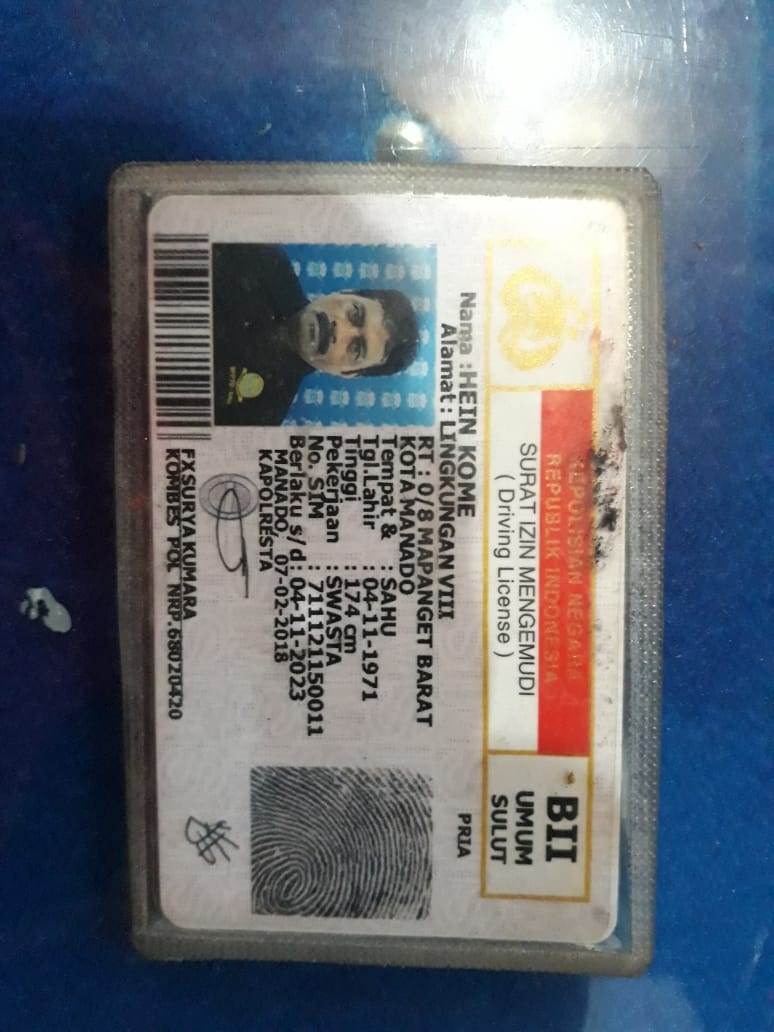 KEPOLISIAN NEGARA
REPUBLIK INDONESIA
SURAT IZIN MENGEMUDI
( Driving License )
BII
UMUM
SULUT
Nama : HEIN KOME
PRIA
Alamat : LINGKUNGAN VIII
RT : 0/8 MAPANGET BARAT
KOTA MANADO
Tempat & : SAHU
Tgl.Lahir : 04-11-1971
Tinggi : 174 cm
Pekerjaan : SWASTA
No. SIM : 711121150011
Berlaku s/d : 04-11-2023
MANADO, 07-02-2018
KAPOLRESTA
FX SURYA KUMARA
KOMBES POL NRP.68020420